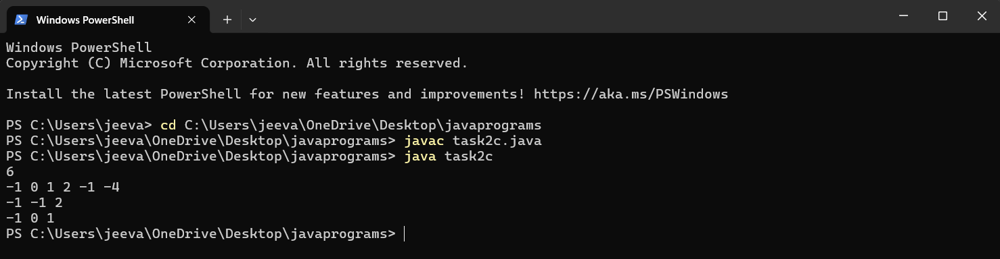 Windows PowerShell
Windows PowerShell
Copyright (C) Microsoft Corporation. All rights reserved.
Install the latest PowerShell for new features and improvements! https://aka.ms/PSWindows
PS C:\Users\jeeva> cd C:\Users\jeeva\OneDrive\Desktop\javaprograms
PS C:\Users\jeeva\OneDrive\Desktop\javaprograms> javac task2c.java
PS C:\Users\jeeva\OneDrive\Desktop\javaprograms> java task2c
6
-1 0 1 2 -1 -4
-1 -1 2
-1 0 1
PS C:\Users\jeeva\OneDrive\Desktop\javaprograms>